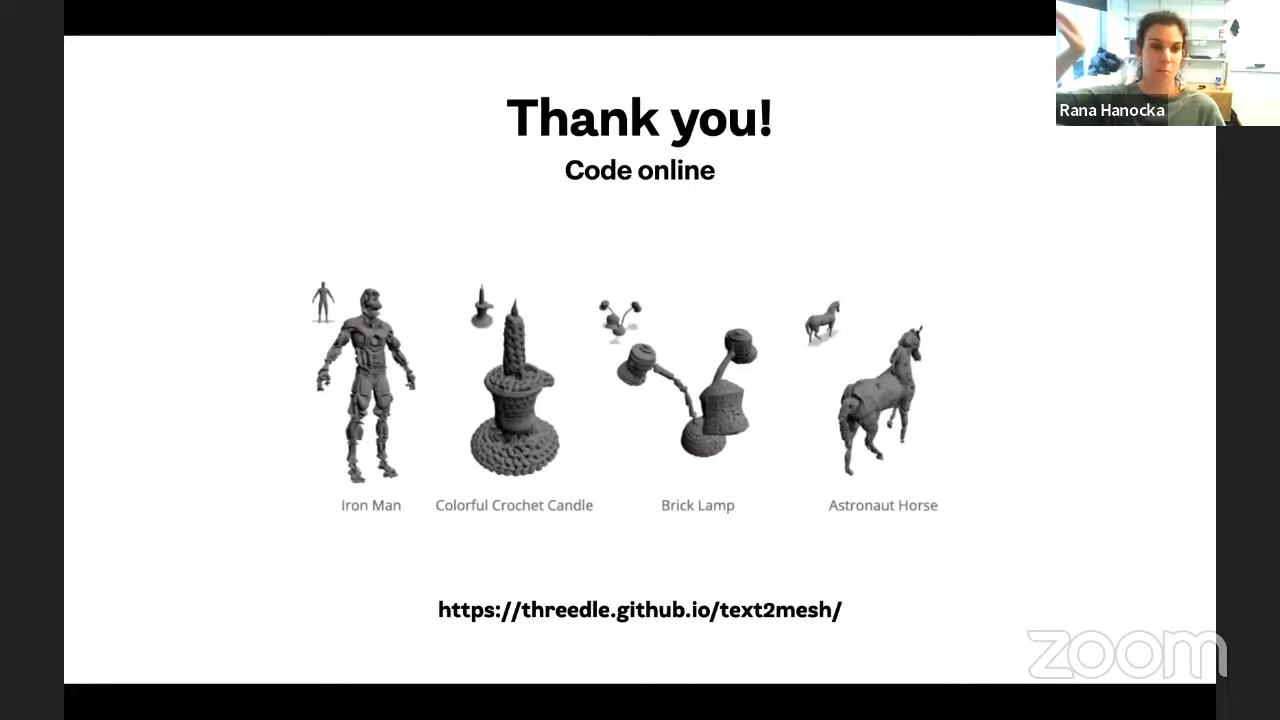 Thank you!
Code online
Rana Hanocka
Iron Man
Colorful Crochet Candle
Brick Lamp
Astronaut Horse
https://threedle.github.io/text2mesh/
zoom